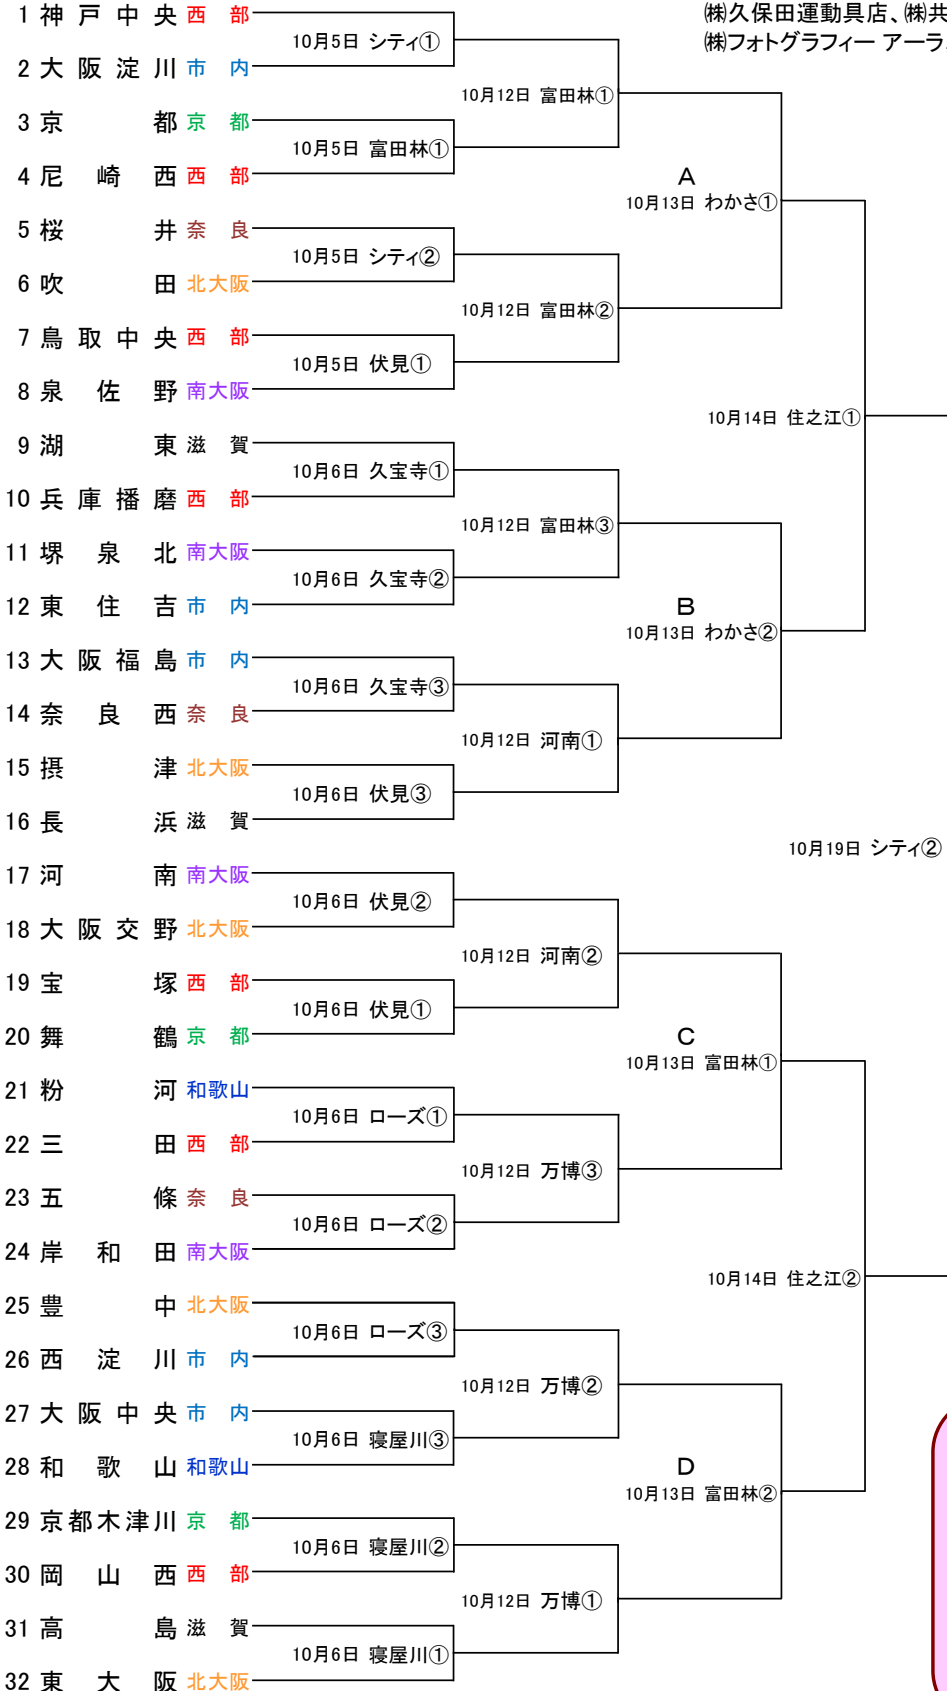 ㈱久保田運動具店、㈱共
㈱フォトグラフィー アーラ
1 神戸中央 西部
10月5日 シティ①
2 大阪淀川 市内
10月12日 富田林①
3 京都 京都
10月5日 富田林①
4 尼崎西 西部
A
10月13日 わかさ①
5 桜井 奈良
10月5日 シティ②
6 吹田 北大阪
10月12日 富田林②
7 鳥取中央 西部
10月5日 伏見①
8 泉佐野 南大阪
10月14日 住之江①
9 湖東 滋賀
10月6日 久宝寺①
10 兵庫播磨 西部
10月12日 富田林③
11 堺泉北 南大阪
10月6日 久宝寺②
12 東住吉 市内
B
10月13日 わかさ②
13 大阪福島 市内
10月6日 久宝寺③
14 奈良西 奈良
10月12日 河南①
15 摂津 北大阪
10月6日 伏見③
16 長浜 滋賀
10月19日 シティ②
17 河南 南大阪
10月6日 伏見②
18 大阪交野 北大阪
10月12日 河南②
19 宝塚 西部
10月6日 伏見①
20 舞鶴 京都
C
10月13日 富田林①
21 粉河 和歌山
10月6日 ローズ①
22 三田 西部
10月12日 万博③
23 五條 奈良
10月6日 ローズ②
24 岸和田 南大阪
10月14日 住之江②
25 豊中 北大阪
10月6日 ローズ③
26 西淀川 市内
10月12日 万博②
27 大阪中央 市内
10月6日 寝屋川③
28 和歌山 和歌山
D
10月13日 富田林②
29 京都木津川 京都
10月6日 寝屋川②
30 岡山西 西部
10月12日 万博①
31 高島 滋賀
10月6日 寝屋川①
32 東大阪 北大阪